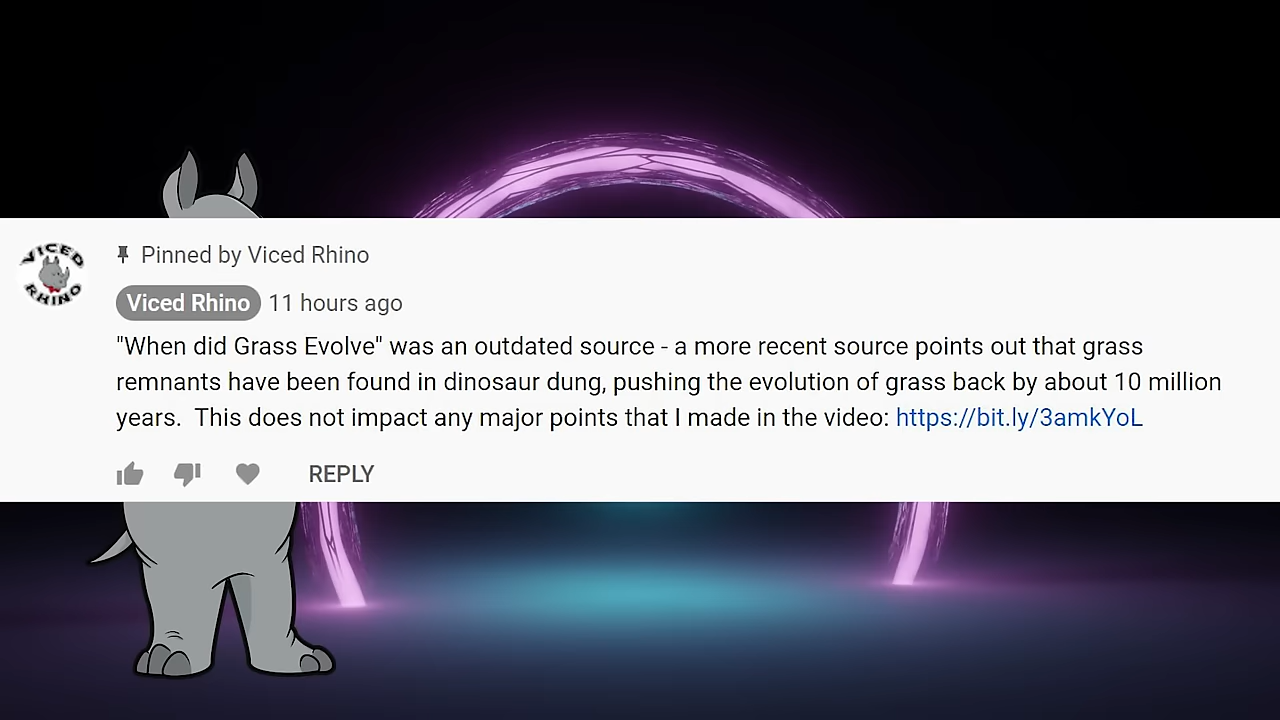 VICED
RHINO
Pinned by Viced Rhino
Viced Rhino 11 hours ago
"When did Grass Evolve" was an outdated source - a more recent source points out that grass
remnants have been found in dinosaur dung, pushing the evolution of grass back by about 10 million
years.  This does not impact any major points that I made in the video: https://bit.ly/3amkYoL
REPLY